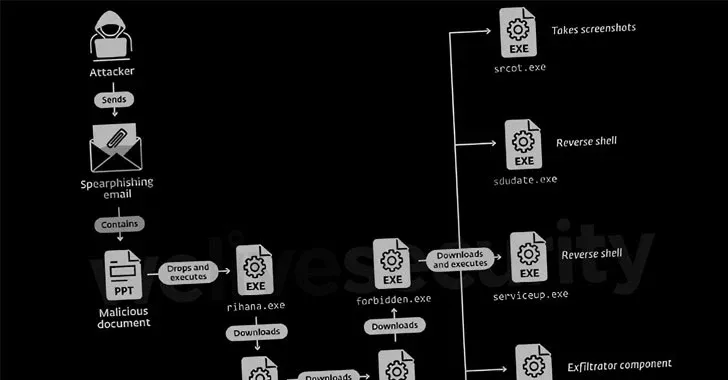 Attacker
Sends
Spearphishing
email
Contains
PPT
Malicious
document
Drops and
executes
EXE
rihana.exe
Downloads
Downloads
EXE
forbidden.exe
Downloads
Downloads
and executes
EXE
srcot.exe
Takes screenshots
EXE
sdudate.exe
Reverse shell
EXE
serviceup.exe
Reverse shell
EXE
Exfiltrator component
welivesecurity